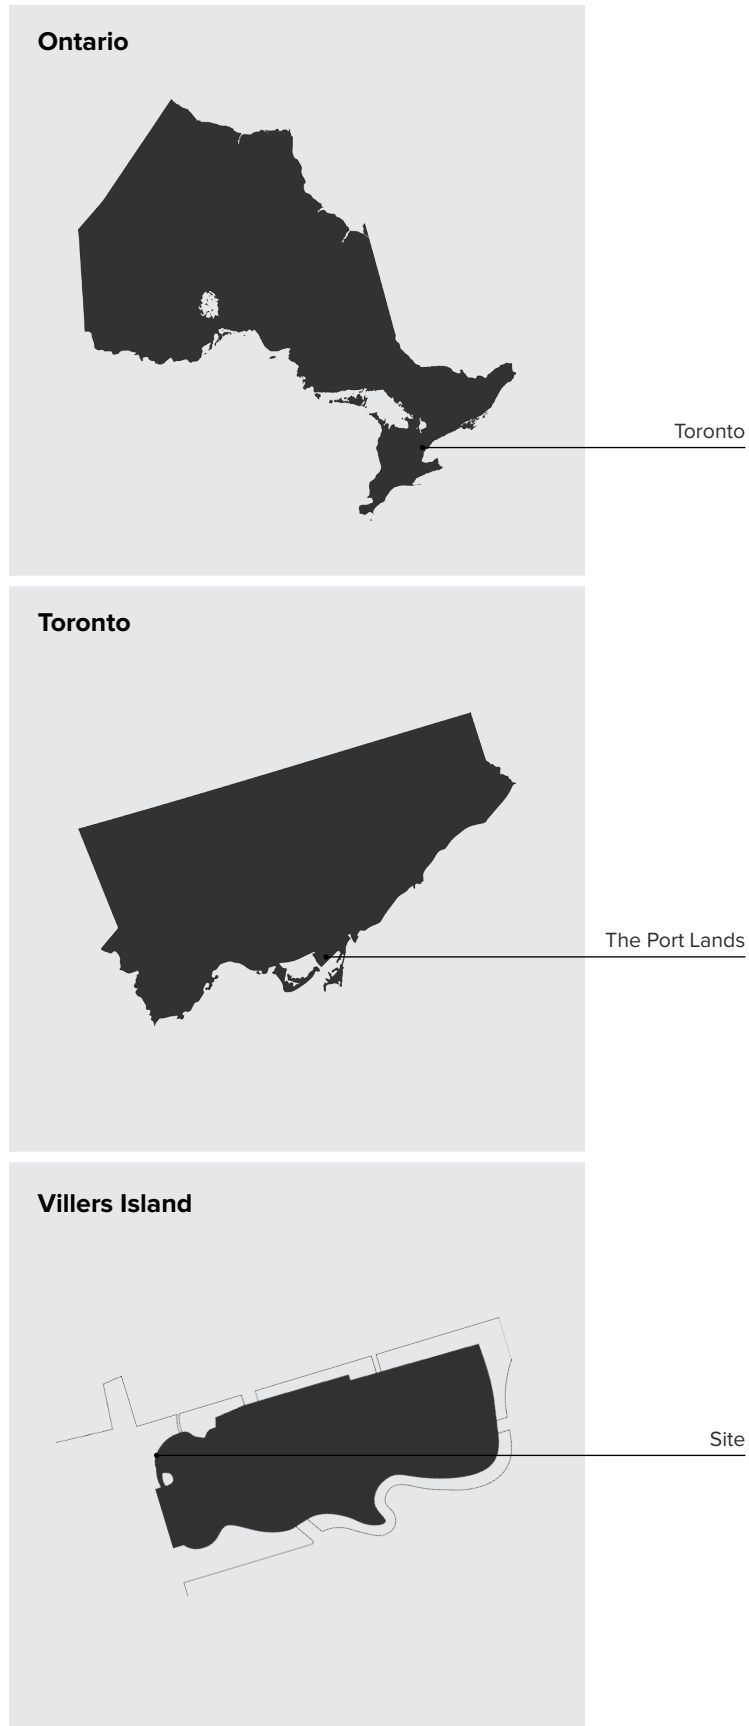 Ontario
Toronto
Toronto
The Port Lands
Villers Island
Site